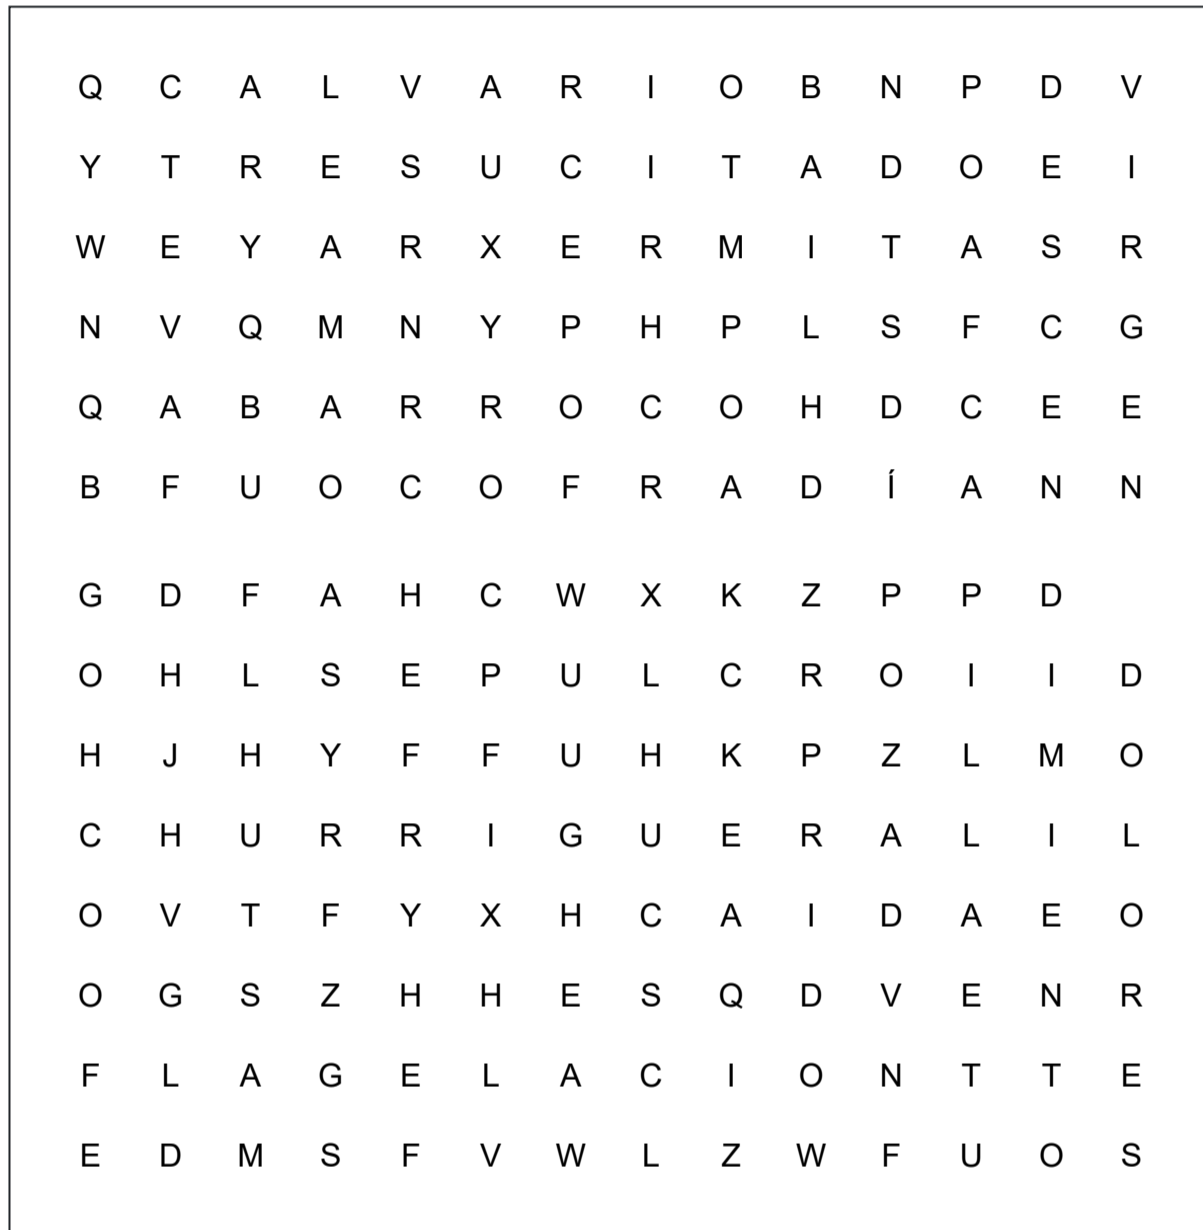 Q C A L V A R I O B N P D V
Y T R E S U C I T A D O E I
W E Y A R X E R M I T A S R
N V Q M N Y P H P L S F C G
Q A B A R R O C O H D C E E
B F U O C O F R A D Í A N N
G D F A H C W X K Z P P D
O H L S E P U L C R O I I D
H J H Y F F U H K P Z L M O
C H U R R I G U E R A L I L
O V T F Y X H C A I D A E O
O G S Z H H E S Q D V E N R
F L A G E L A C I O N T T E
E D M S F V W L Z W F U O S